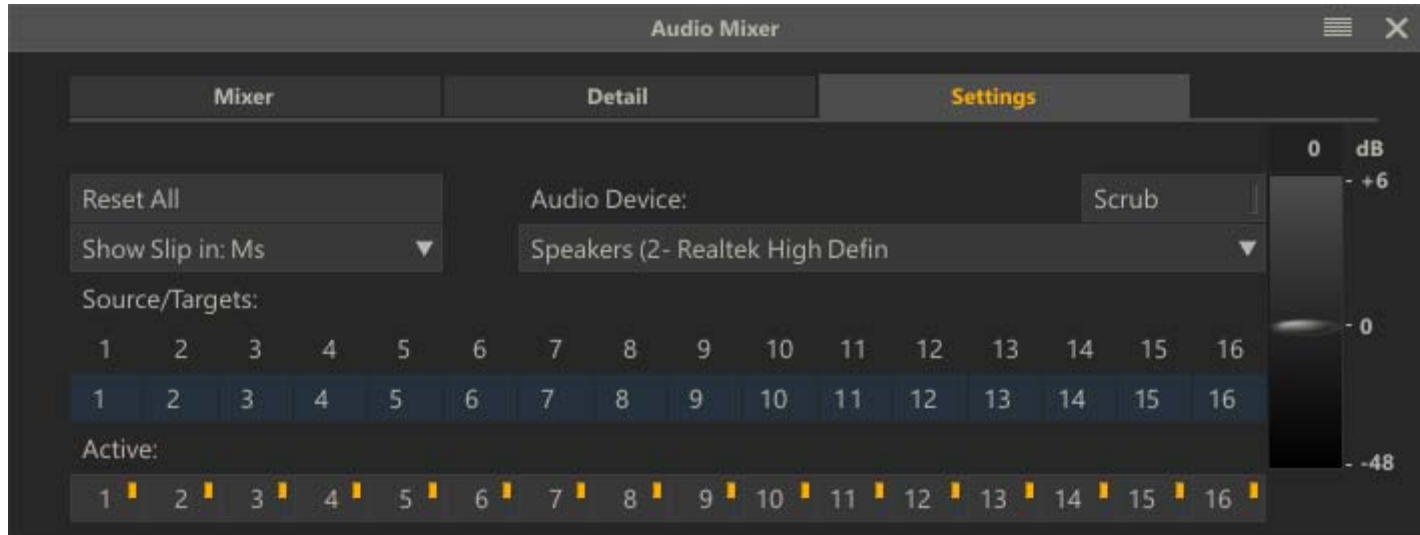 Audio Mixer
Mixer Detail Settings
0 dB
Reset All Audio Device: Scrub +6
Show Slip in: Ms Speakers (2- Realtek High Defin
Source/Targets:
0
1 2 3 4 5 6 7 8 9 10 11 12 13 14 15 16
1 2 3 4 5 6 7 8 9 10 11 12 13 14 15 16
Active:
-48
1 2 3 4 5 6 7 8 9 10 11 12 13 14 15 16